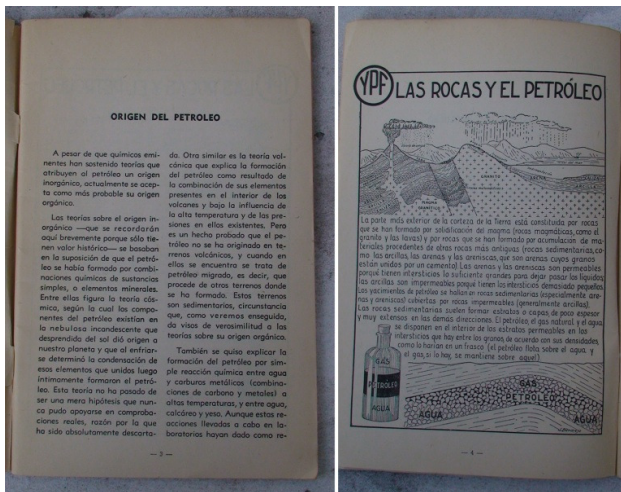 ORIGEN DEL PETROLEO
A pesar de que químicos emi-
nentes han sostenido teorías que
atribuyen al petróleo un origen
inorgánico, actualmente se acep-
ta como más probable su origen
orgánico.
Las teorías sobre el origen in-
orgánico —que se recordarán
aquí brevemente porque sólo tie-
nen valor histórico— se basaban
en la suposición de que el petró-
leo se había formado por combi-
naciones químicas de sustancias
simples, o elementos minerales.
Entre ellas figura la teoría cós-
mica, según la cual los compo-
nentes del petróleo existían en
la nebulosa incandescente que
desprendida del sol dió origen a
nuestro planeta y que al enfriar-
se determinó la condensación de
esos elementos que unidos luego
íntimamente formaron el petró-
leo. Esta teoría no ha pasado de
ser una mera hipótesis que nun-
ca pudo apoyarse en comproba-
ciones reales, razón por la que
ha sido absolutamente descarta-
da. Otra similar es la teoría vol-
cánica que explica la formación
del petróleo como resultado de
la combinación de sus elementos
presentes en el interior de los
volcanes y bajo la influencia de
la alta temperatura y de las pre-
siones en ellos existentes. Pero
es un hecho probado que el pe-
tróleo no se ha originado en te-
rrenos volcánicos, y cuando en
ellos se encuentra se trata de
petróleo migrado, es decir, que
procede de otros terrenos donde
se ha formado. Estos terrenos
son sedimentarios, circunstancia
que, como veremos enseguida,
da visos de verosimilitud a las
teorías sobre su origen orgánico.
También se quiso explicar la
formación del petróleo por sim-
ple reacción química entre agua
y carburos metálicos (combina-
ciones de carbono y metales) a
altas temperaturas, y entre agua,
calcáreo y yeso. Aunque estas re-
acciones llevadas a cabo en la-
boratorios hayan dado como re-
— 3 —
YPF LAS ROCAS Y EL PETRÓLEO
GRANITO
ARENA
MAGMA
GRANÍTICO
La parte más exterior de la corteza de la Tierra está constituida por rocas
que se han formado por solidificación del magma (rocas magmáticas, como el
granito y las lavas) y por rocas que se han formado por acumulación de ma-
teriales procedentes de otras rocas más antiguas (rocas sedimentarias, co-
mo las arcillas, las arenas y las areniscas, que son arenas cuyos granos
están unidos por un cemento). Las arenas y las areniscas son permeables
porque tienen intersticios lo suficiente grandes para dejar pasar los líquidos;
las arcillas son impermeables porque tienen los intersticios demasiado pequeños.
Los yacimientos de petróleo se hallan en rocas sedimentarias (especialmente are-
nas y areniscas) cubiertas por rocas impermeables (generalmente arcillas).
Las rocas sedimentarias suelen formar estratos o capas, de poco espesor
y muy extensos en las demás direcciones. El petróleo, el gas natural y el agua,
se disponen en el interior de los estratos permeables en los
intersticios que hay entre los granos, de acuerdo con sus densidades,
como lo harían en un frasco (el petróleo flota sobre el agua, y
el gas, si lo hay, se mantiene sobre aquel).
GAS
PETRÓLEO
AGUA
GAS
PETROLEO
AGUA
AGUA
— 4 —